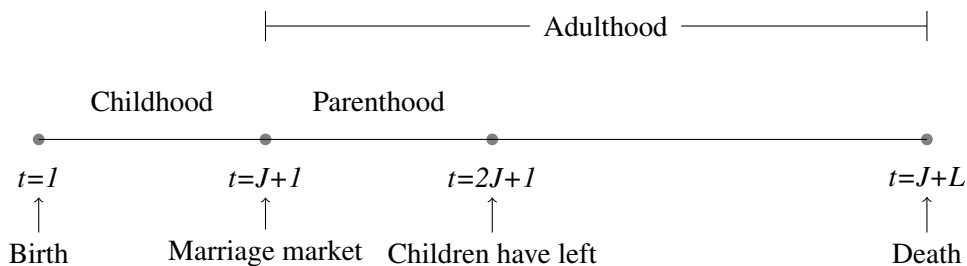 Adulthood
Childhood Parenthood
t=1 t=J+1 t=2J+1 t=J+L
Birth Marriage market Children have left Death